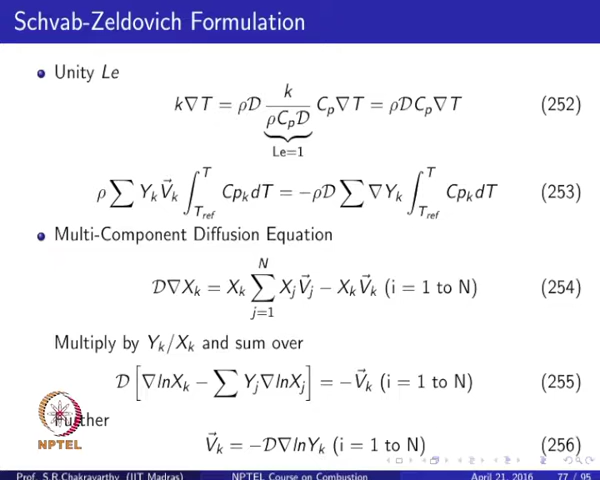 Schvab-Zeldovich Formulation
Unity Le
k∇T = ρ𝒟 k/(ρC_p𝒟) C_p∇T = ρ𝒟C_p∇T (252)
Le=1
ρ ∑ Y_k V⃗_k ∫_{T_ref}^{T} Cp_k dT = −ρ𝒟 ∑ ∇Y_k ∫_{T_ref}^{T} Cp_k dT (253)
Multi-Component Diffusion Equation
𝒟∇X_k = X_k ∑_{j=1}^{N} X_j V⃗_j − X_k V⃗_k (i = 1 to N) (254)
Multiply by Y_k/X_k and sum over
𝒟 [∇lnX_k − ∑ Y_j∇lnX_j] = −V⃗_k (i = 1 to N) (255)
Further
NPTEL
V⃗_k = −𝒟∇lnY_k (i = 1 to N) (256)
Prof. S.R.Chakravarthy (IIT Madras) NPTEL Course on Combustion April 21, 2016 77 / 95